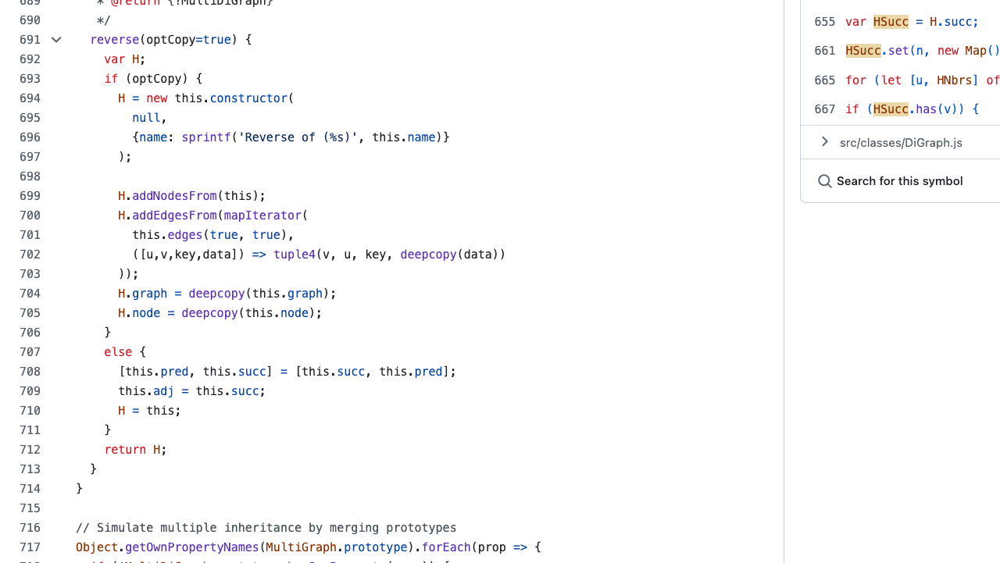 689 * @return {!MultiDiGraph}
690 */
691 reverse(optCopy=true) {
692 var H;
693 if (optCopy) {
694 H = new this.constructor(
695 null,
696 {name: sprintf('Reverse of (%s)', this.name)}
697 );
698
699 H.addNodesFrom(this);
700 H.addEdgesFrom(mapIterator(
701 this.edges(true, true),
702 ([u,v,key,data]) => tuple4(v, u, key, deepcopy(data))
703 ));
704 H.graph = deepcopy(this.graph);
705 H.node = deepcopy(this.node);
706 }
707 else {
708 [this.pred, this.succ] = [this.succ, this.pred];
709 this.adj = this.succ;
710 H = this;
711 }
712 return H;
713 }
714 }
715
716 // Simulate multiple inheritance by merging prototypes
717 Object.getOwnPropertyNames(MultiGraph.prototype).forEach(prop => {
655 var HSucc = H.succ;
661 HSucc.set(n, new Map()
665 for (let [u, HNbrs] of
667 if (HSucc.has(v)) {
src/classes/DiGraph.js
Search for this symbol